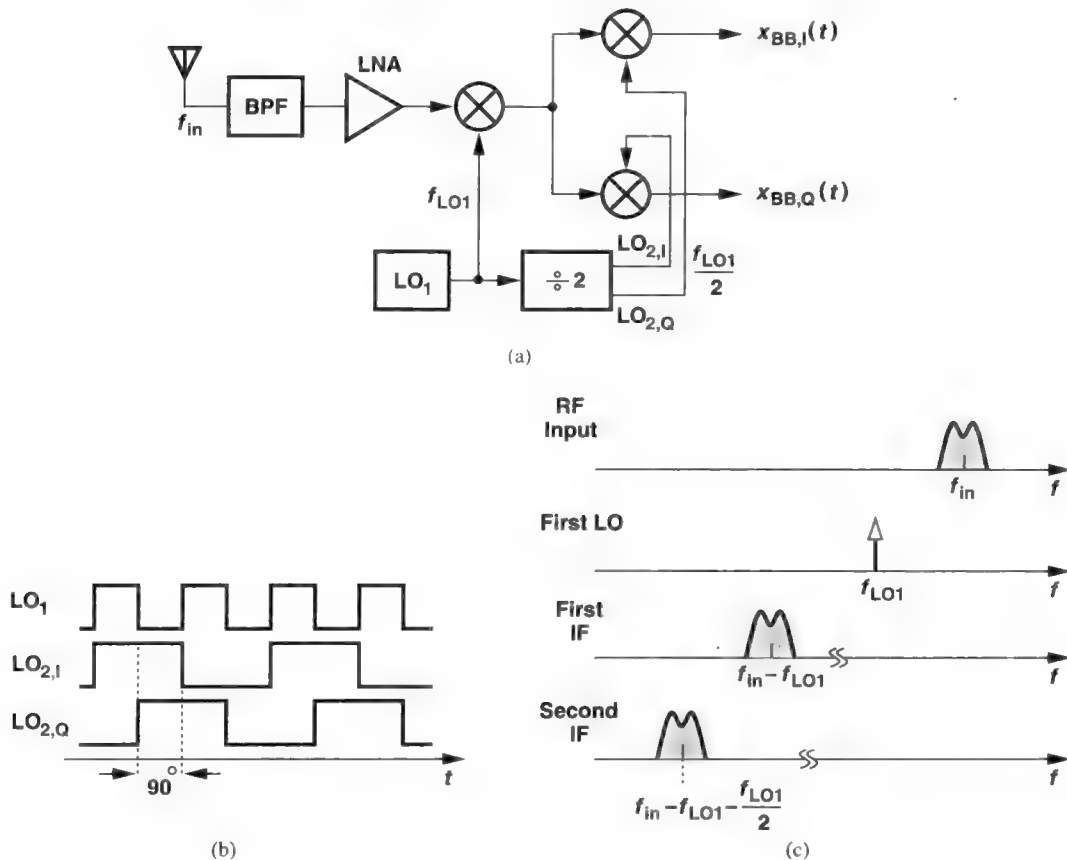 LNA
BPF
f_in
x_BB,I(t)
f_LO1
x_BB,Q(t)
LO_2,I
f_LO1/2
LO_1
÷ 2
LO_2,Q
(a)
RF
Input
f_in
f
First LO
f_LO1
f
First
IF
f_in − f_LO1
f
Second
IF
f_in − f_LO1 − f_LO1/2
f
(c)
LO_1
LO_2,I
LO_2,Q
90°
t
(b)